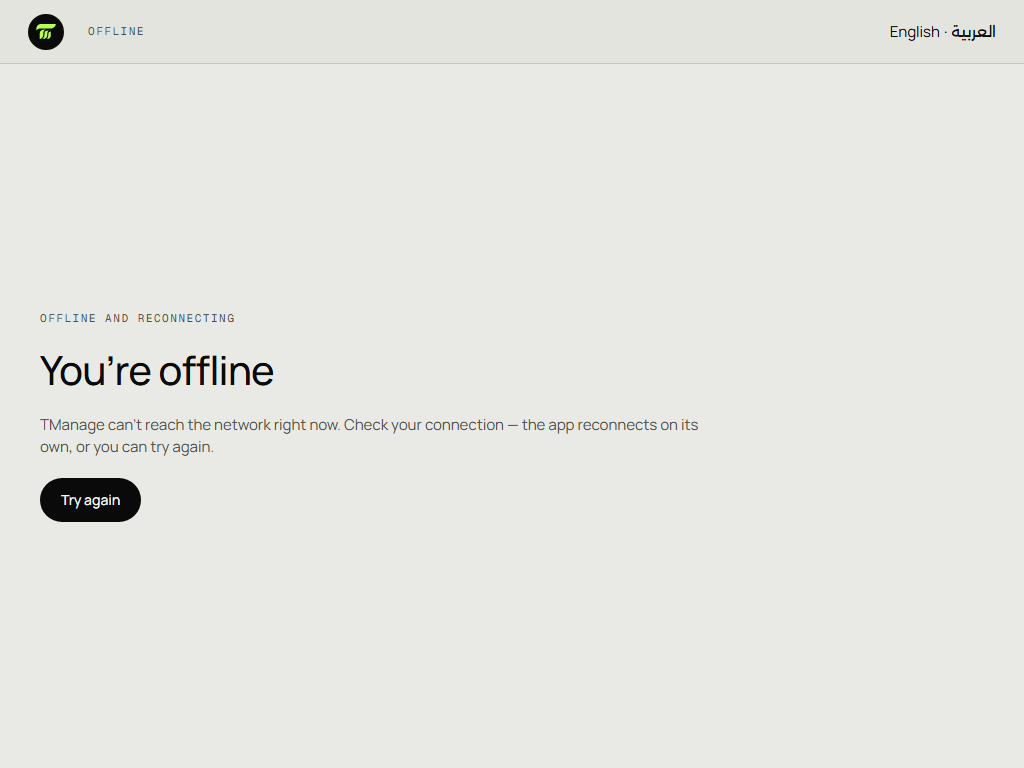 OFFLINE
English · العربية
OFFLINE AND RECONNECTING
You’re offline
TManage can’t reach the network right now. Check your connection — the app reconnects on its
own, or you can try again.
Try again